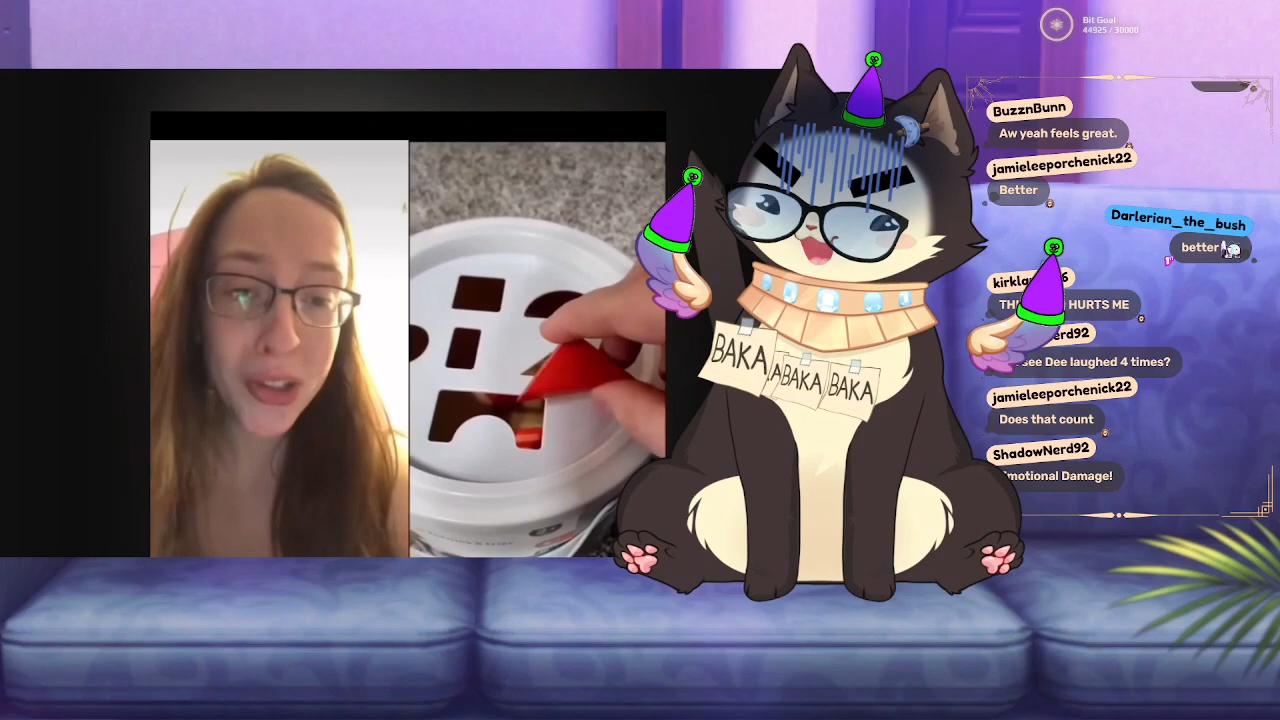 Bit Goal
44925 / 30000
BuzznBunn
Aw yeah feels great.
jamieleeporchenick22
Better
Darlerian_the_bush
better
HURTS ME
see Dee laughed 4 times?
jamieleeporchenick22
Does that count
ShadowNerd92
motional Damage!
BAKA
BAKA
BAKA